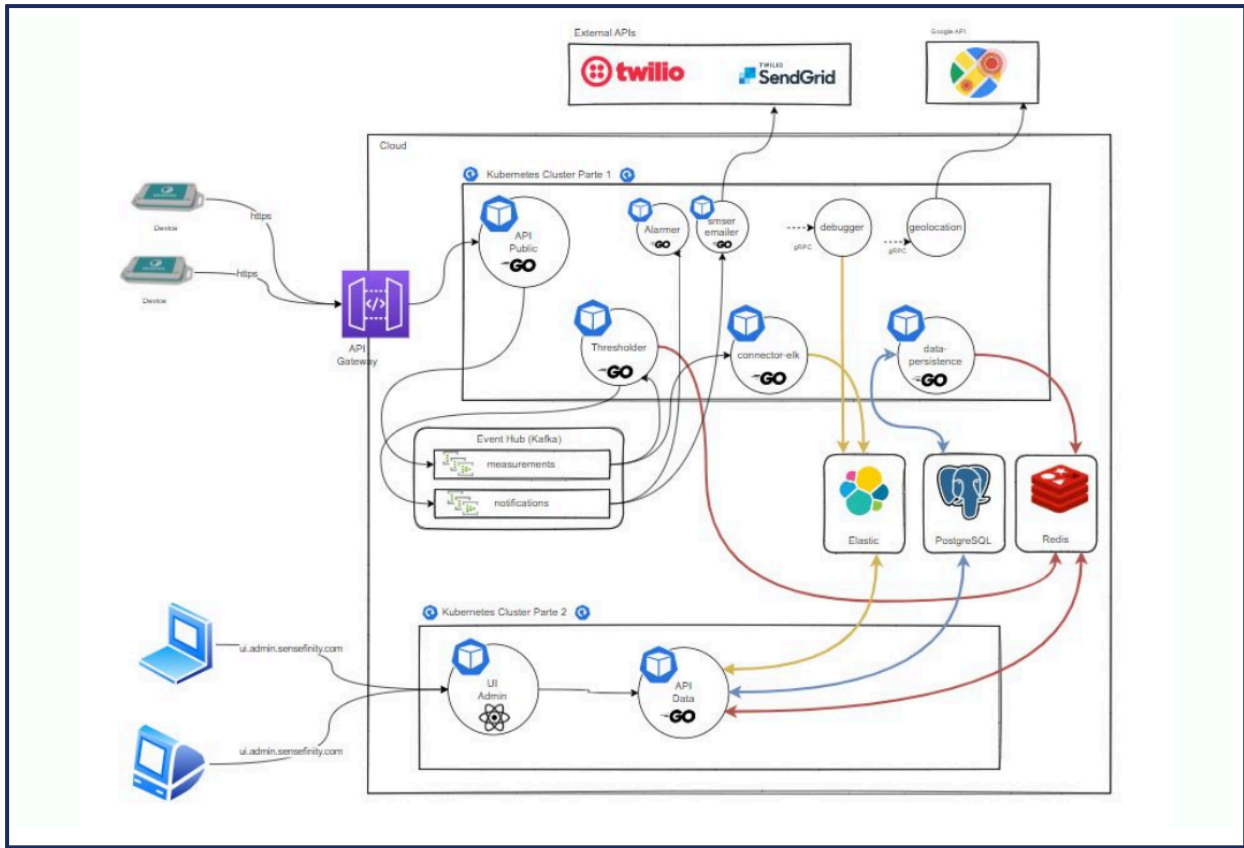 External APIs
Google API
twilio
TWILIO
SendGrid
Cloud
Kubernetes Cluster Parte 1
https
Device
https
Device
API
Gateway
API
Public
GO
Alarmer
GO
smser
emailer
GO
gRPC
debugger
gRPC
geolocation
Thresholder
GO
connector-elk
GO
data-
persistence
GO
Event Hub (Kafka)
measurements
notifications
Elastic
PostgreSQL
Redis
Kubernetes Cluster Parte 2
ui.admin.sensefinity.com
UI
Admin
API
Data
GO
ui.admin.sensefinity.com